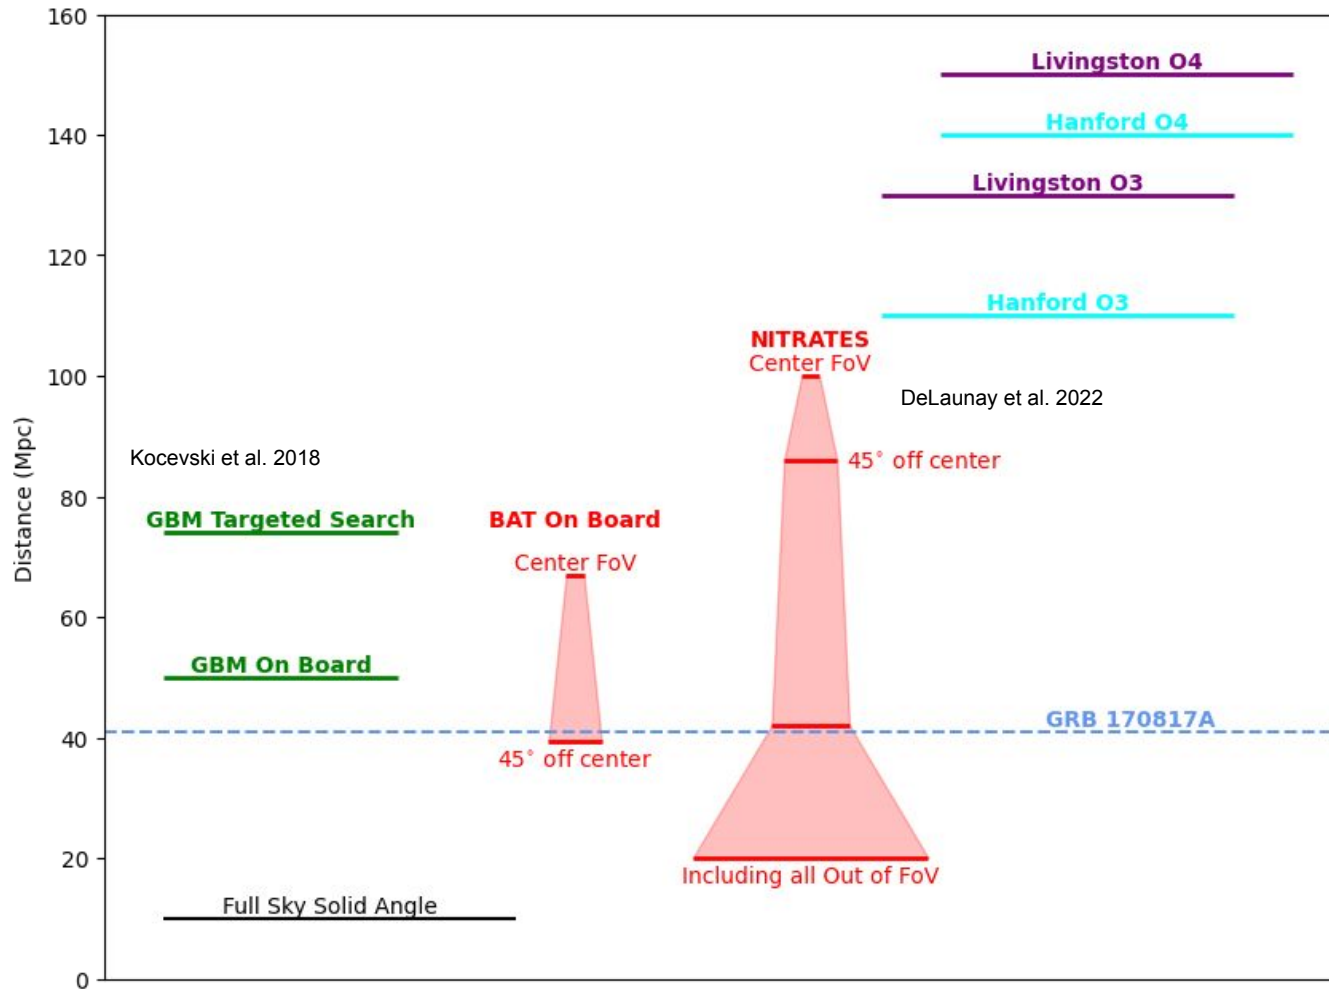 160
140
120
100
80
60
40
20
0
Distance (Mpc)
Livingston O4
Hanford O4
Livingston O3
Hanford O3
NITRATES
Center FoV
DeLaunay et al. 2022
45° off center
Kocevski et al. 2018
GBM Targeted Search
BAT On Board
Center FoV
GBM On Board
GRB 170817A
45° off center
Including all Out of FoV
Full Sky Solid Angle